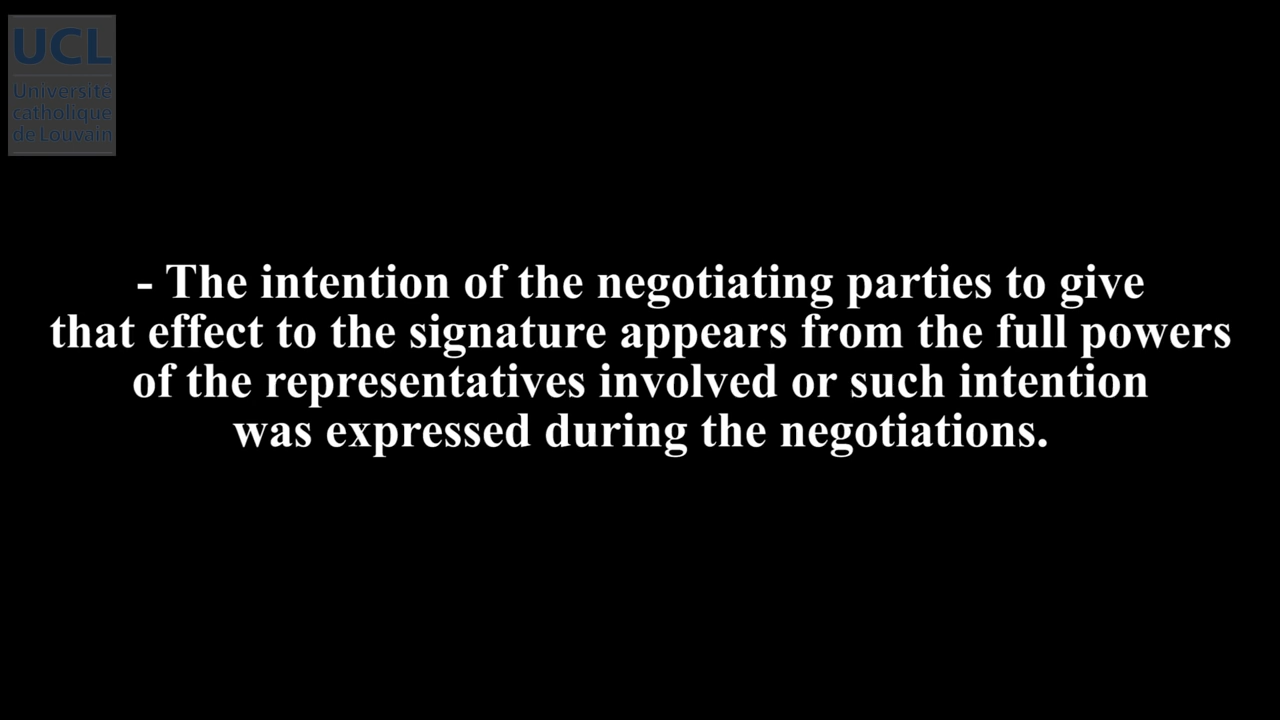 UCL
Université
catholique
de Louvain
- The intention of the negotiating parties to give
that effect to the signature appears from the full powers
of the representatives involved or such intention
was expressed during the negotiations.